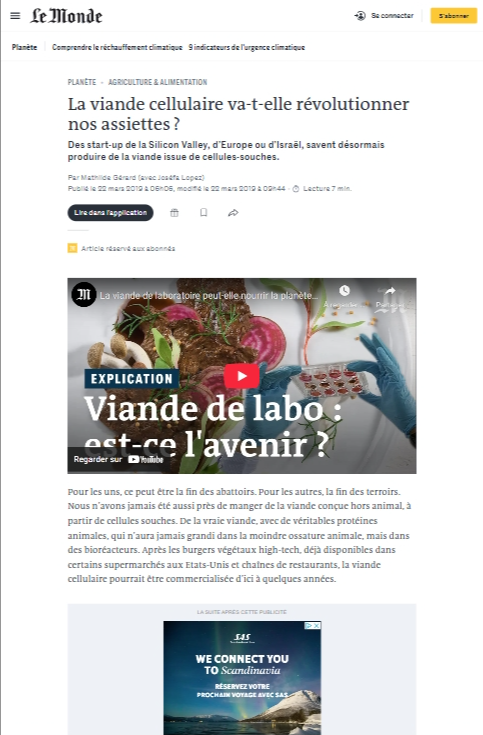 Le Monde
Se connecter
S'abonner
Planète
Comprendre le réchauffement climatique
9 indicateurs de l'urgence climatique
PLANÈTE • AGRICULTURE & ALIMENTATION
La viande cellulaire va-t-elle révolutionner
nos assiettes ?
Des start-up de la Silicon Valley, d'Europe ou d'Israël, savent désormais
produire de la viande issue de cellules-souches.
Par Mathilde Gérard (avec Joséfa Lopez)
Publié le 22 mars 2019 à 06h06, modifié le 22 mars 2019 à 09h44 · Lecture 7 min.
Lire dans l'application
Article réservé aux abonnés
La viande de laboratoire peut-elle nourrir la planète...
EXPLICATION
Viande de labo :
est-ce l'avenir ?
Regarder sur YouTube
Pour les uns, ce peut être la fin des abattoirs. Pour les autres, la fin des terroirs.
Nous n'avons jamais été aussi près de manger de la viande conçue hors animal, à
partir de cellules souches. De la vraie viande, avec de véritables protéines
animales, qui n'aura jamais grandi dans la moindre ossature animale, mais dans
des bioréacteurs. Après les burgers végétaux high-tech, déjà disponibles dans
certains supermarchés aux Etats-Unis et chaînes de restaurants, la viande
cellulaire pourrait être commercialisée d'ici à quelques années.
LA SUITE APRÈS CETTE PUBLICITÉ
SAS
WE CONNECT YOU
TO Scandinavia
RÉSERVEZ VOTRE
PROCHAIN VOYAGE AVEC SAS